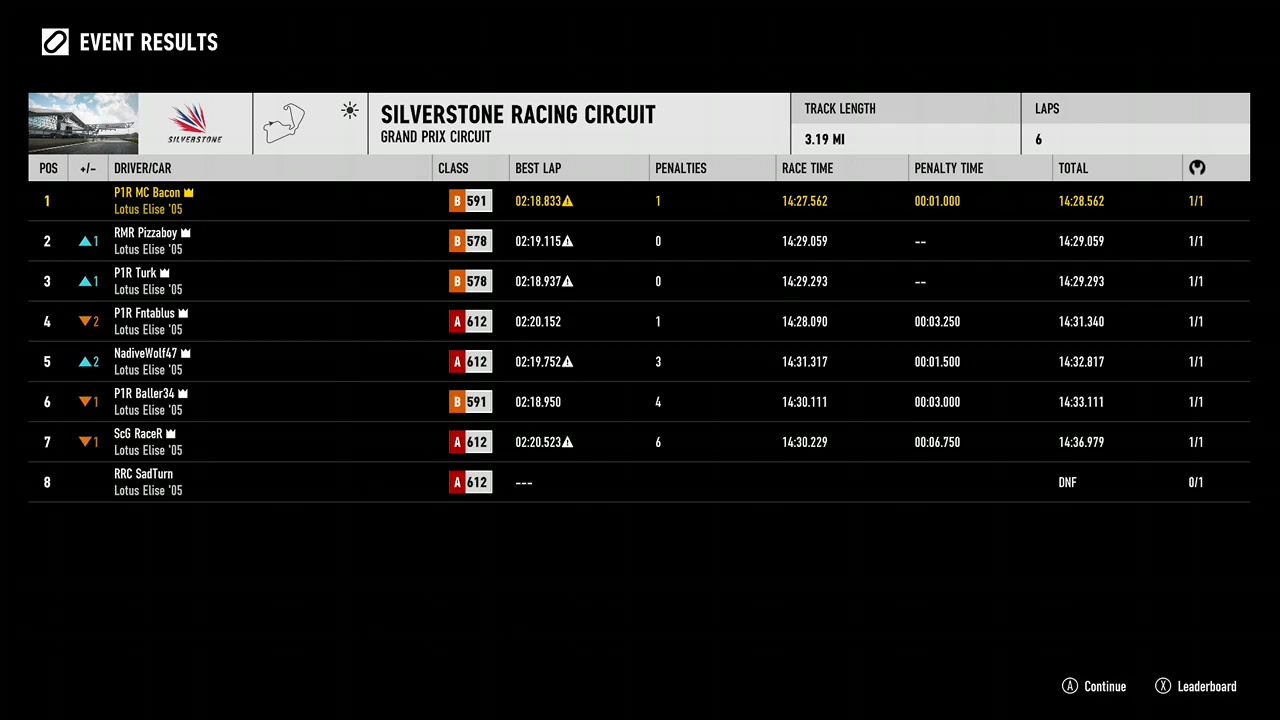 EVENT RESULTS
SILVERSTONE
SILVERSTONE RACING CIRCUIT
GRAND PRIX CIRCUIT
TRACK LENGTH
3.19 MI
LAPS
6
POS +/- DRIVER/CAR CLASS BEST LAP PENALTIES RACE TIME PENALTY TIME TOTAL
1 P1R MC Bacon B 591 02:18.833 1 14:27.562 00:01.000 14:28.562 1/1
Lotus Elise '05
2 1 RMR Pizzaboy B 578 02:19.115 0 14:29.059 -- 14:29.059 1/1
Lotus Elise '05
3 1 P1R Turk B 578 02:18.937 0 14:29.293 -- 14:29.293 1/1
Lotus Elise '05
4 2 P1R Fntablus A 612 02:20.152 1 14:28.090 00:03.250 14:31.340 1/1
Lotus Elise '05
5 2 NadiveWolf47 A 612 02:19.752 3 14:31.317 00:01.500 14:32.817 1/1
Lotus Elise '05
6 1 P1R Baller34 B 591 02:18.950 4 14:30.111 00:03.000 14:33.111 1/1
Lotus Elise '05
7 1 ScG RaceR A 612 02:20.523 6 14:30.229 00:06.750 14:36.979 1/1
Lotus Elise '05
8 RRC SadTurn A 612 --- DNF 0/1
Lotus Elise '05
A Continue X Leaderboard